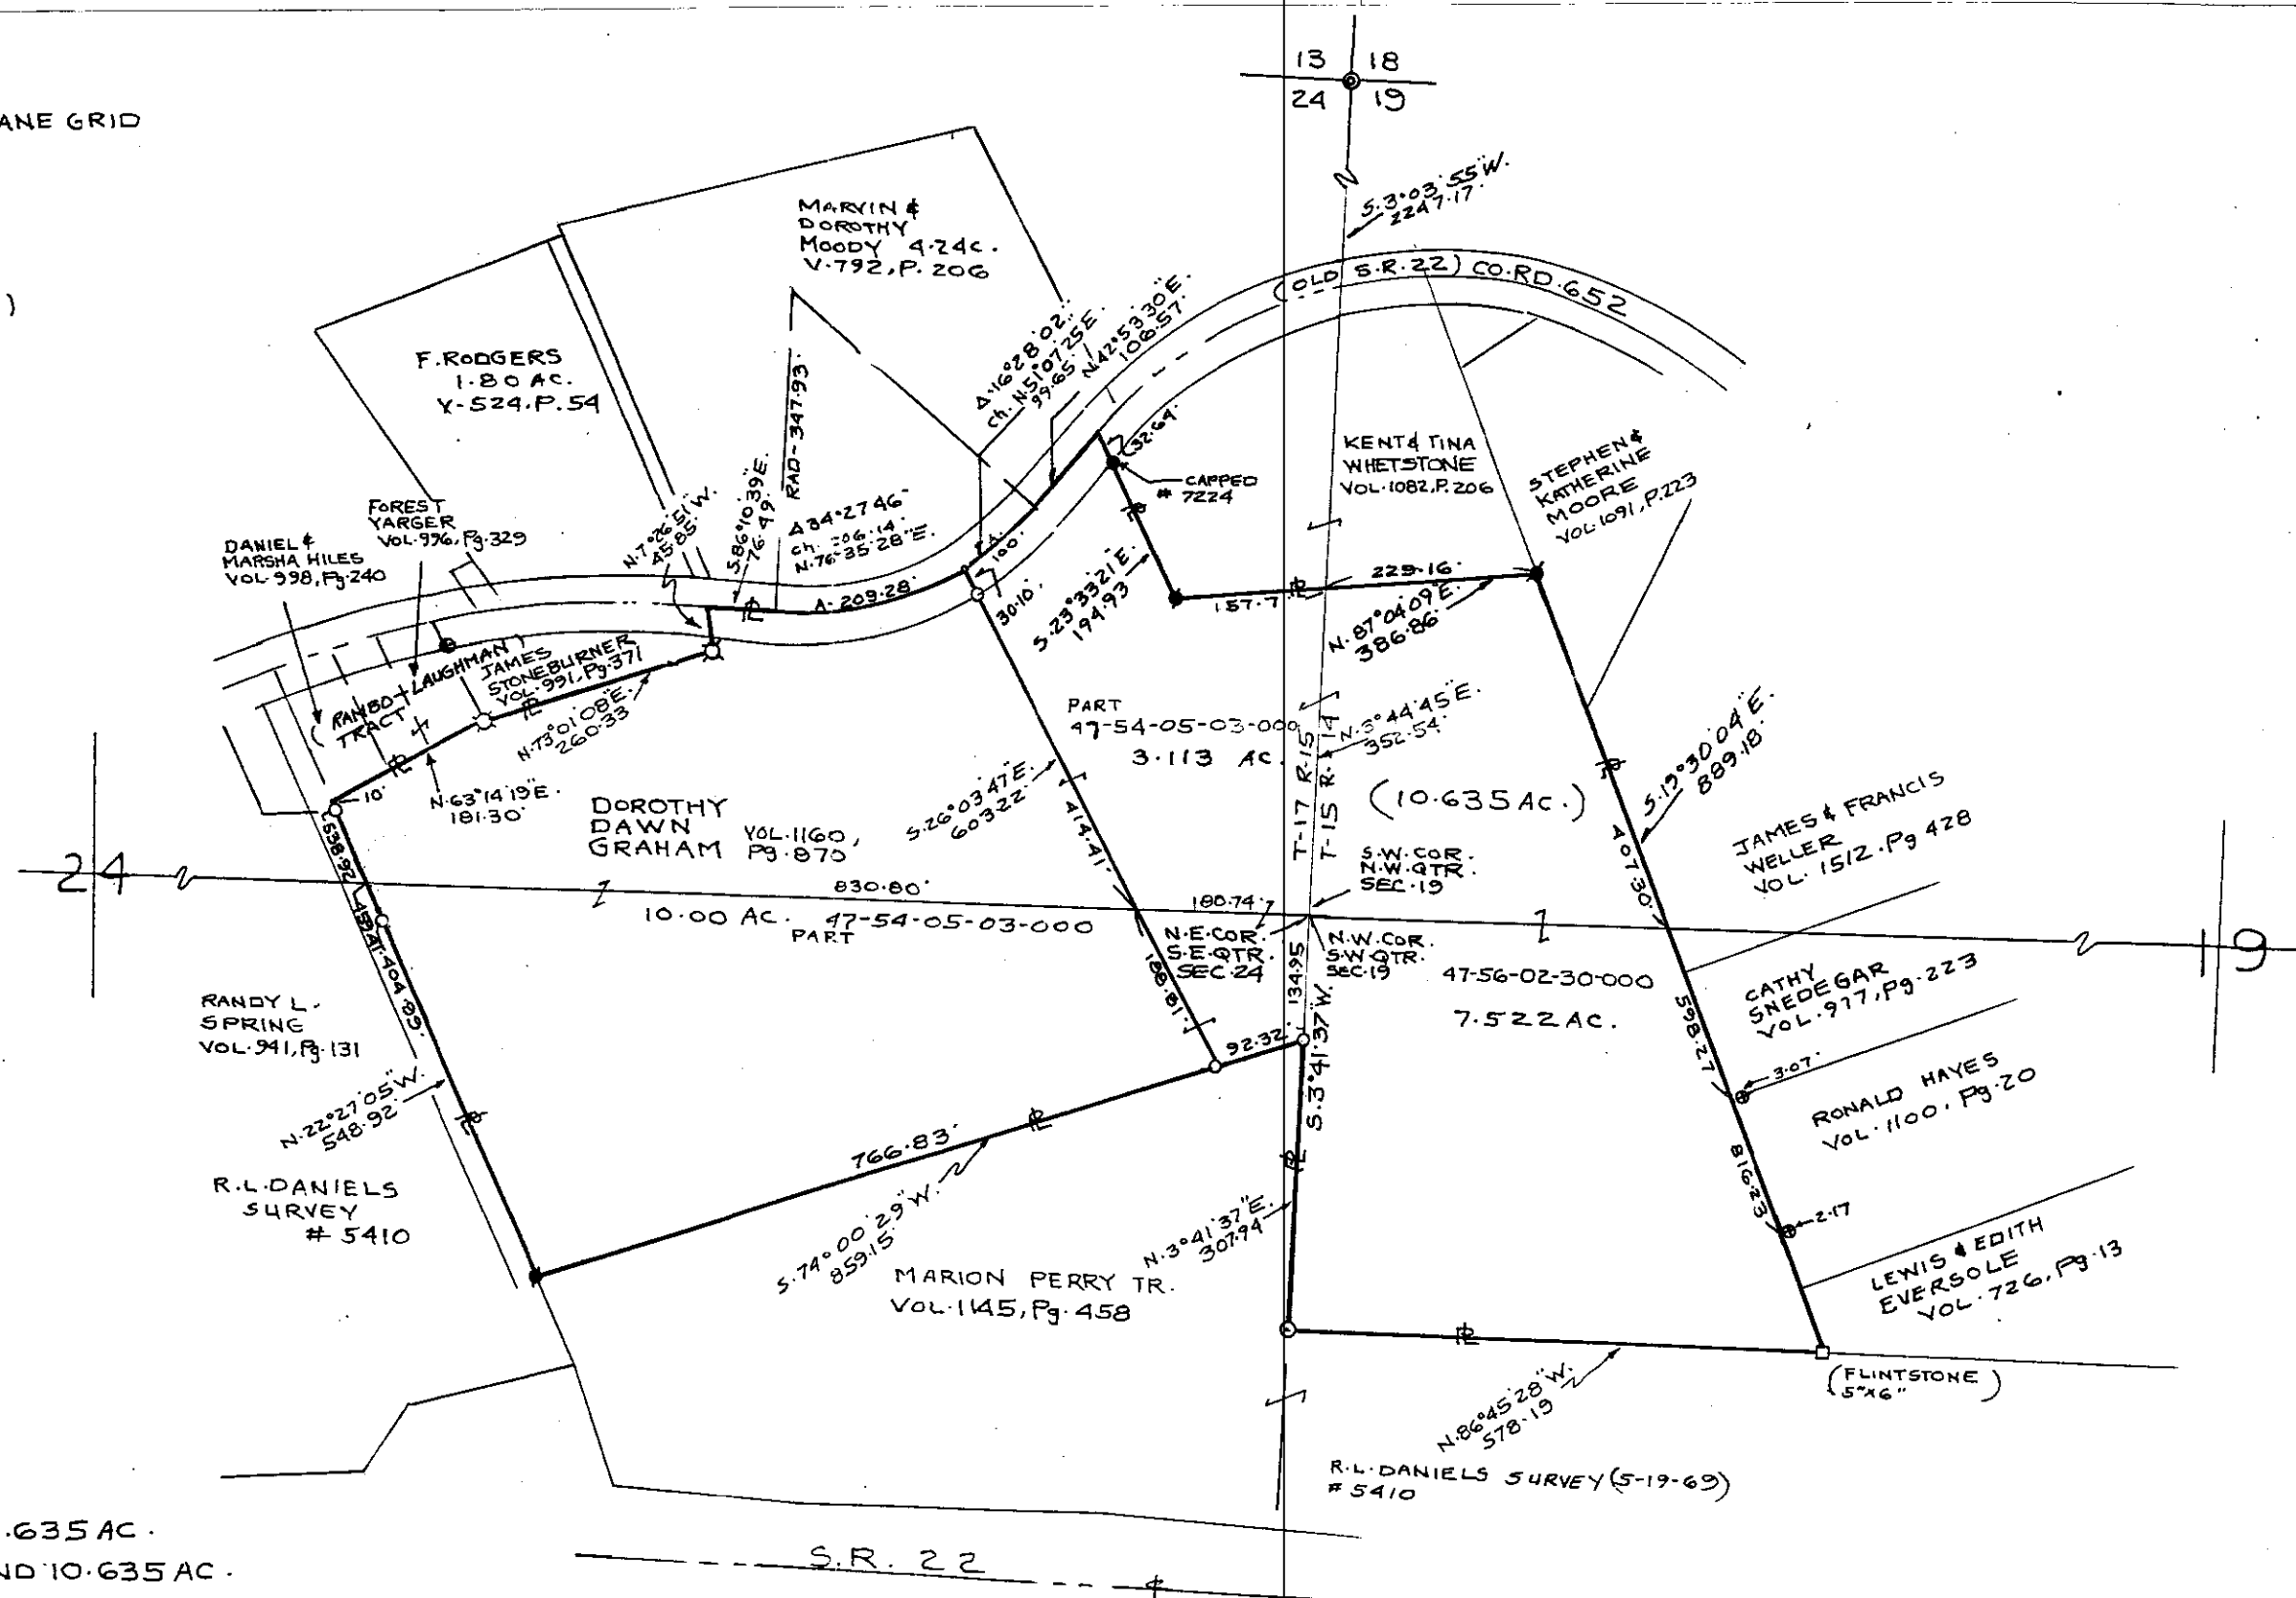 13 18
24 19
ANE GRID
)
S.3°03'55"W.
2247.17'
MARVIN &
DOROTHY
MOODY 4.24C.
V.792, P. 206
(OLD S.R.22) CO.RD.652
F. RODGERS
1.80 AC.
V-524, P.54
RAD-347.93'
Δ-16°28'02"
Ch. N.51°07'25"E.
99.65'
N.42°53'30"E.
106.57'
32.64'
CAPPED
# 7224
KENT & TINA
WHETSTONE
VOL.1082, P.206
STEPHEN &
KATHERINE
MOORE
VOL.1091, P.223
FOREST
YARGER
VOL.996, Pg.329
DANIEL &
MARSHA HILES
VOL.998, Pg.240
N.7°26'51"W.
45.85'
S.86°10'39"E.
76.49'
Δ34°27'46"
N.76°35'28"E.
A-209.28'
A-
100.'
30.10'
S.23°33'21"E.
194.93
157.7
229.16'
N.87°04'09"E.
386.86'
(RAMBO + LAUGHMAN)
TRACT
JAMES
STONEBURNER
VOL.991, Pg.371
N.73°01'08"E.
260.33
N.63°14'19"E.
181.30'
10'
PART
47-54-05-03-000
3.113 AC.
N.3°44'45"E.
352.54'
T-17 R-15
T-15 R-14
(10.635 AC.)
S.19°30'04"E.
889.18'
DOROTHY
DAWN
GRAHAM
VOL.1160,
Pg.870
S.26°03'47"E.
603.22'
414.41'
407.30'
JAMES & FRANCIS
WELLER
VOL. 1512. Pg 428
S.W. COR.
N.W. QTR.
SEC.19
24
538.92
830.80'
180.74'
10.00 AC. 47-54-05-03-000
PART
N.E. COR.
S.E. QTR.
SEC.24
N.W. COR.
S.W. QTR.
SEC.19
134.95
47-56-02-30-000
7.522 AC.
19
404.89'
188.81'
RANDY L.
SPRING
VOL.941, Pg.131
CATHY
SNEDEGAR
VOL.977, Pg.223
598.27
92.32'
S.3°41'37"W.
3.07'
RONALD HAYES
VOL.1100, Pg.20
N.22°27'05"W.
548.92'
766.83'
R.L. DANIELS
SURVEY
# 5410
816.23
2.17
S.74°00'29"W.
859.15'
N.3°41'37"E.
307.94
LEWIS & EDITH
EVERSOLE
VOL.726, Pg.13
MARION PERRY TR.
VOL.1145, Pg.458
(FLINTSTONE
5"x6")
N.86°45'28"W.
578.19
R.L. DANIELS SURVEY (5-19-69)
# 5410
.635 AC.
ND 10.635 AC.
S.R. 22